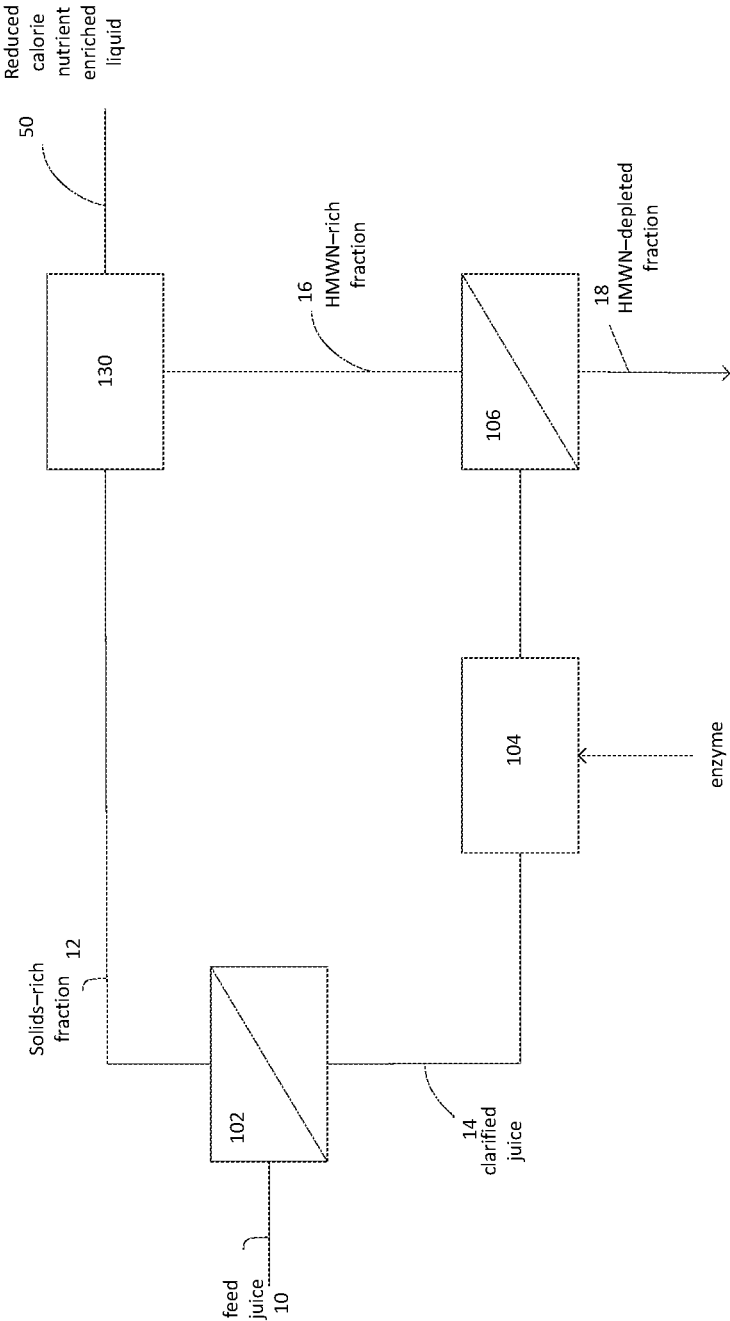 Reduced
calorie
nutrient
enriched
liquid
50
130
16
HMWN–rich
fraction
18
HMWN–depleted
fraction
106
104
enzyme
Solids–rich
fraction
12
102
14
clarified
juice
feed
juice
10